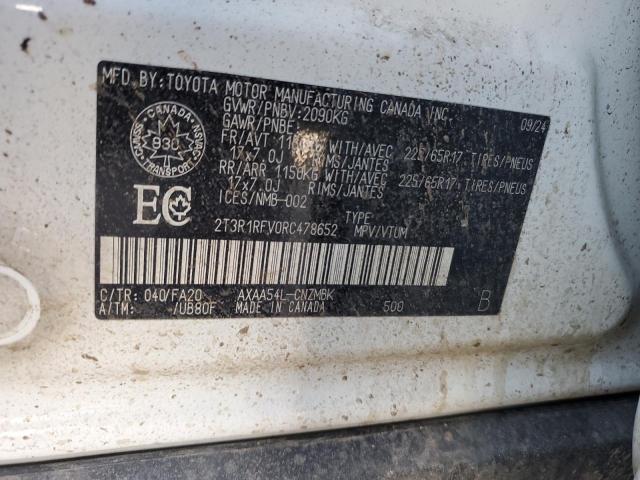 MFD. BY: TOYOTA MOTOR MANUFACTURING CANADA INC.
GVWR/PNBV: 2090KG 09/24
GAWR/PNBE
FR/AVT WITH/AVEC 225/65R17 TIRES/PNEUS
17x7.0J RIMS/JANTES
RR/ARR 1150KG WITH/AVEC 225/65R17 TIRES/PNEUS
17x7.0J RIMS/JANTES
ICES/NMB-002
CANADA
930
EC
2T3R1RFV0RC478652 TYPE MPV/VTUM
C/TR: 040/FA20 AXAA54L-CNZMBK
A/TM: /UB80F MADE IN CANADA 500 B